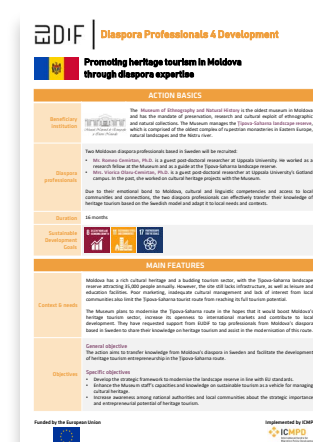 EUDiF Diaspora Professionals 4 Development
Promoting heritage tourism in Moldova
through diaspora expertise
ACTION BASICS
Beneficiary
institution
The Museum of Ethnography and Natural History is the oldest museum in Moldova
and has the mandate of preservation, research and cultural exploit of ethnographic
and natural collections. The Museum manages the Țipova-Saharna landscape reserve,
which is comprised of the oldest complex of rupestrian monasteries in Eastern Europe,
natural landscapes and the Nistru river.
Diaspora
professionals
Two Moldovan diaspora professionals based in Sweden will be recruited:
• Mr. Romeo Cemirtan, Ph.D. is a guest post-doctoral researcher at Uppsala University. He worked as a
research fellow at the Museum and as a guide at the Țipova-Saharna landscape reserve.
• Mrs. Viorica Olaru-Cemirtan, Ph.D. is a guest post-doctoral researcher at Uppsala University's Gotland
campus. In the past, she worked on cultural heritage projects with the Museum.
Due to their emotional bond to Moldova, cultural and linguistic competencies and access to local
communities and connections, the two diaspora professionals can effectively transfer their knowledge of
heritage tourism based on the Swedish model and adapt it to local needs and contexts.
Duration
16 months
Sustainable
Development
Goals
MAIN FEATURES
Context & needs
Moldova has a rich cultural heritage and a budding tourism sector, with the Țipova-Saharna landscape
reserve attracting 35,000 people annually. However, the site still lacks infrastructure, as well as leisure and
education facilities. Poor marketing, inadequate cultural management and lack of interest from local
communities also limit the Țipova-Saharna tourist route from reaching its full tourism potential.
The Museum plans to modernise the Țipova-Saharna route in the hopes that it would boost Moldova's
heritage tourism sector, increase its openness to international markets and contribute to local
development. They have requested support from EUDiF to tap professionals from Moldova's diaspora
based in Sweden to share their knowledge on heritage tourism and assist in the modernisation of this route.
Objectives
General objective
The action aims to transfer knowledge from Moldova's diaspora in Sweden and facilitate the development
of heritage tourism entrepreneurship in the Țipova-Saharna Route.
Specific objectives
• Develop the strategic framework to modernise the landscape reserve in line with EU standards.
• Enhance the Museum staff's capacities and knowledge on sustainable tourism as a vehicle for managing
cultural heritage.
• Increase awareness among national authorities and local communities about the strategic importance
and entrepreneurial potential of heritage tourism.
Funded by the European Union
Implemented by ICMPD
ICMPD